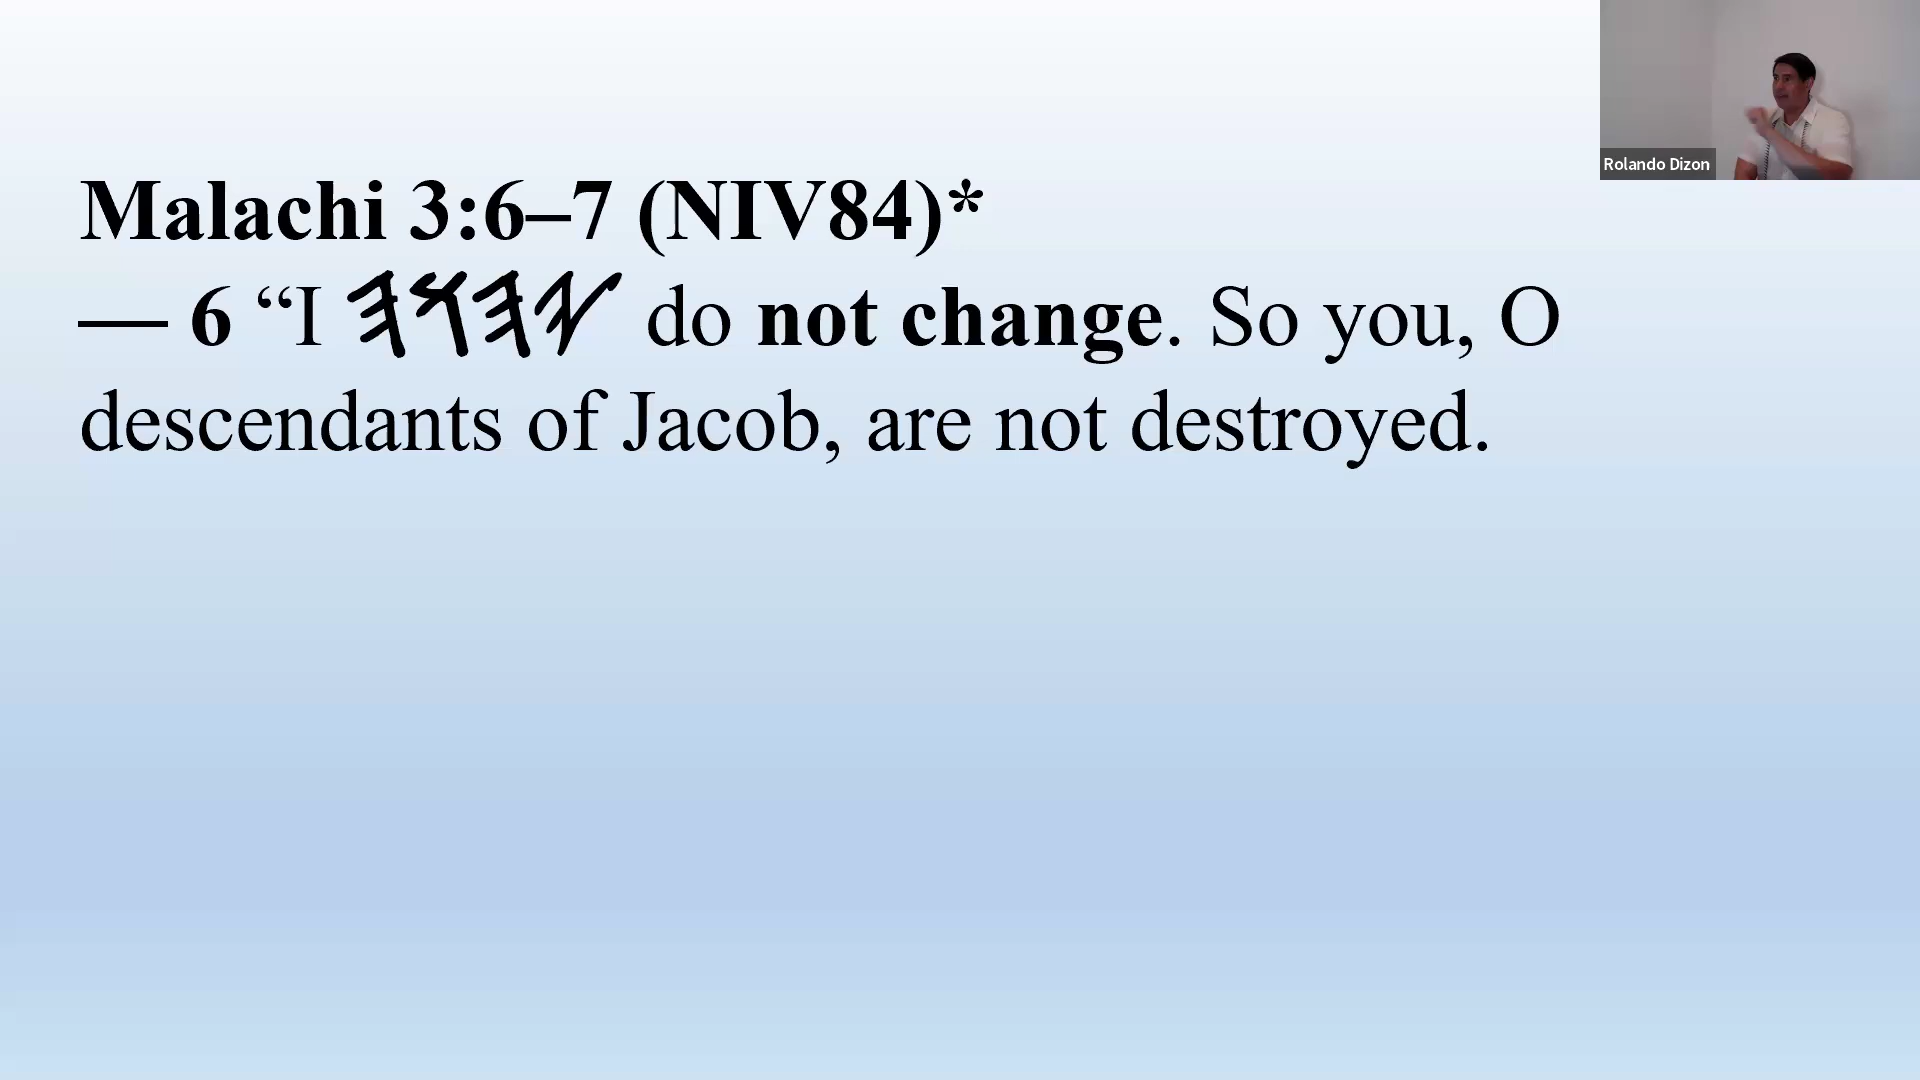 Rolando Dizon
Malachi 3:6–7 (NIV84)*
— 6 “I 𐤉𐤄𐤅𐤄 do not change. So you, O
descendants of Jacob, are not destroyed.